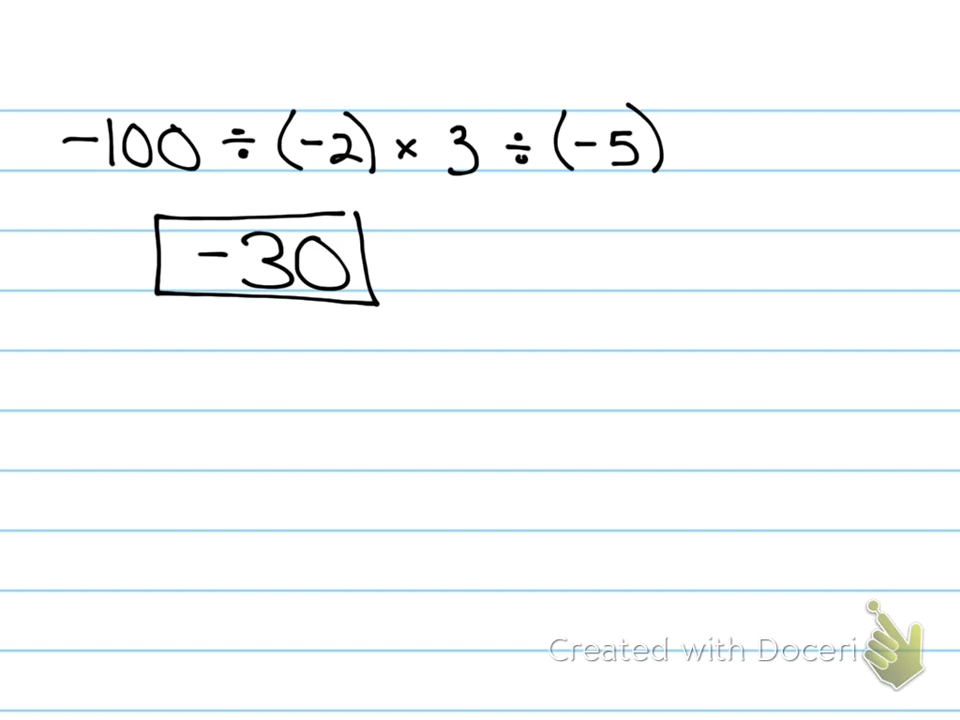 -100 ÷ (-2) × 3 ÷ (-5)
-30
Created with Doceri